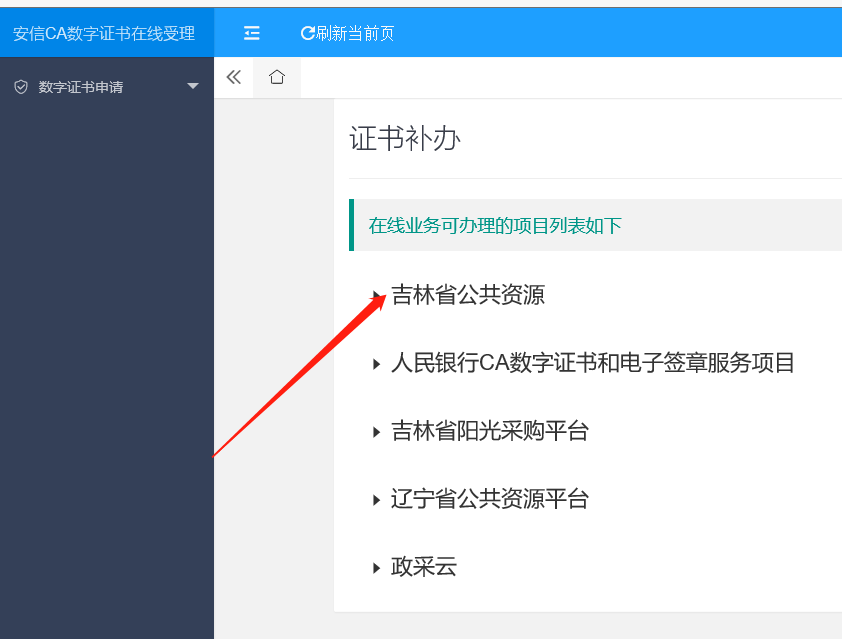 安信CA数字证书在线受理
刷新当前页
数字证书申请
证书补办
在线业务可办理的项目列表如下
吉林省公共资源
人民银行CA数字证书和电子签章服务项目
吉林省阳光采购平台
辽宁省公共资源平台
政采云